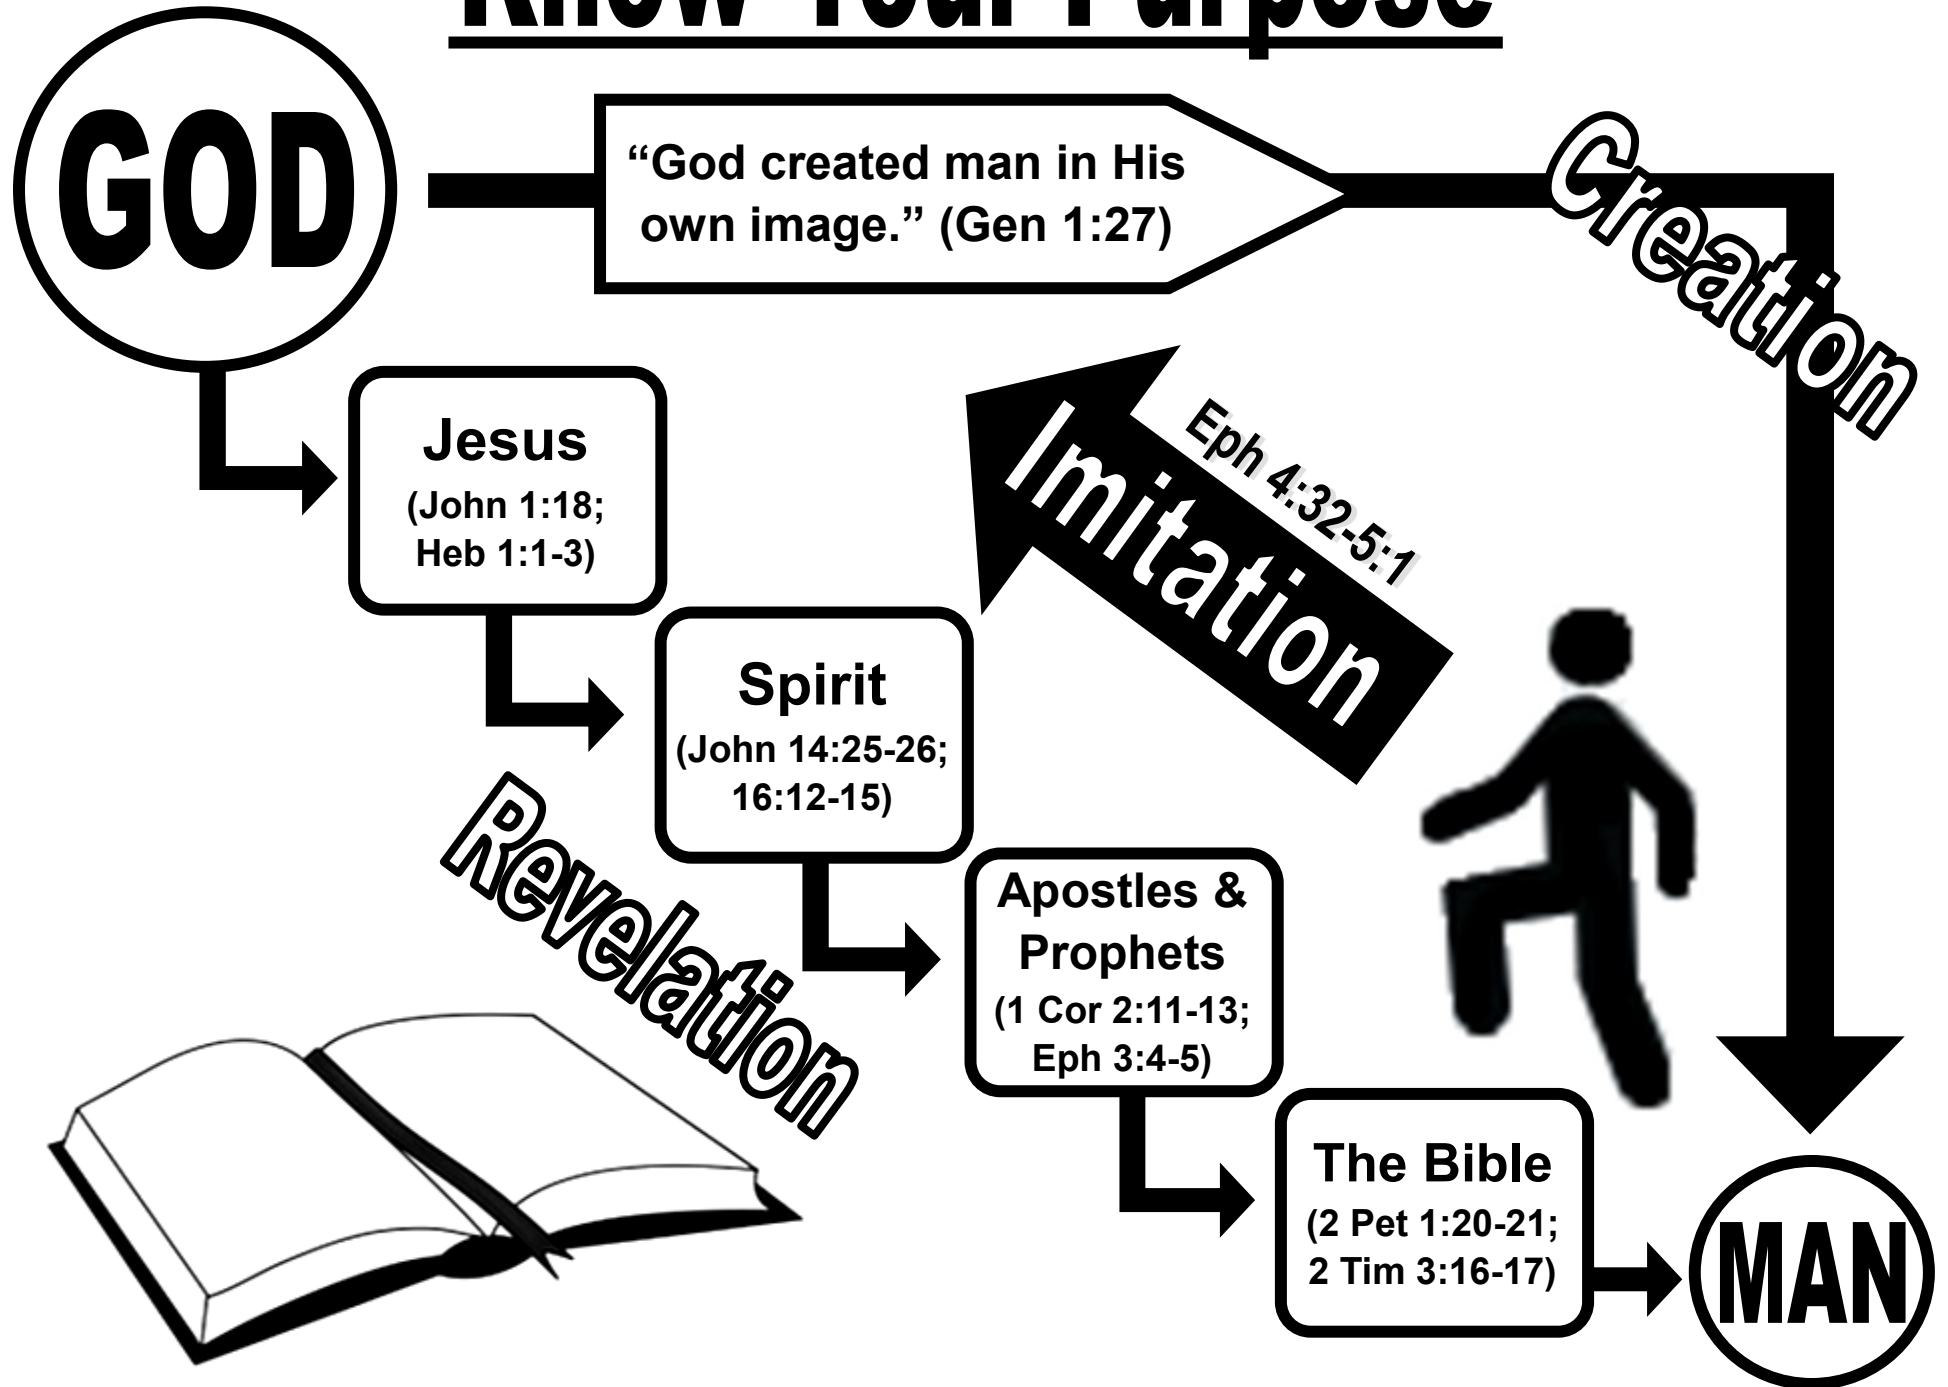 Know Your Purpose
GOD
“God created man in His
own image.” (Gen 1:27)
Creation
Jesus
(John 1:18;
Heb 1:1-3)
Eph 4:32-5:1
Imitation
Spirit
(John 14:25-26;
16:12-15)
Revelation
Apostles &
Prophets
(1 Cor 2:11-13;
Eph 3:4-5)
The Bible
(2 Pet 1:20-21;
2 Tim 3:16-17)
MAN